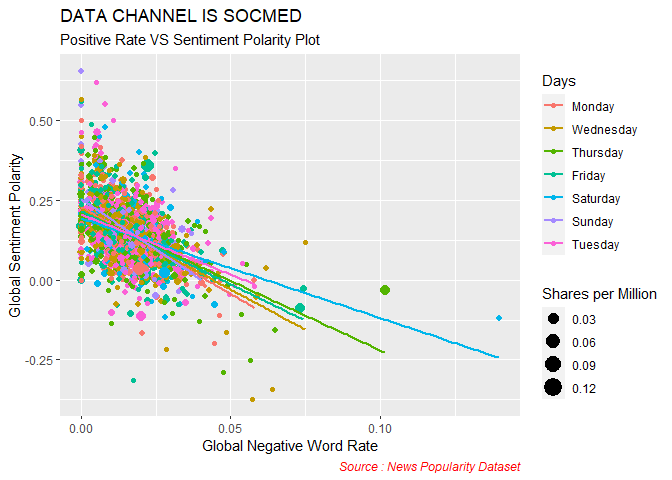 DATA CHANNEL IS SOCMED
Positive Rate VS Sentiment Polarity Plot
Global Sentiment Polarity
0.50
0.25
0.00
-0.25
0.00
0.05
0.10
Global Negative Word Rate
Source : News Popularity Dataset
Days
Monday
Wednesday
Thursday
Friday
Saturday
Sunday
Tuesday
Shares per Million
0.03
0.06
0.09
0.12